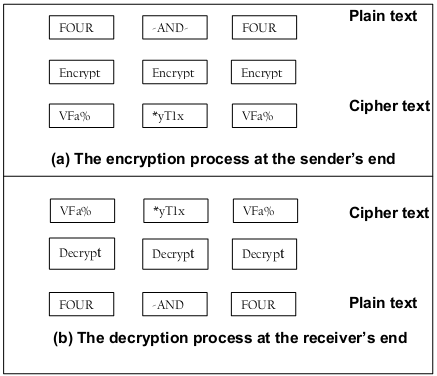 Plain text
FOUR -AND- FOUR
Encrypt Encrypt Encrypt
VFa% *yTlx VFa% Cipher text
(a) The encryption process at the sender's end
VFa% *yTlx VFa% Cipher text
Decrypt Decrypt Decrypt
FOUR -AND FOUR Plain text
(b) The decryption process at the receiver's end